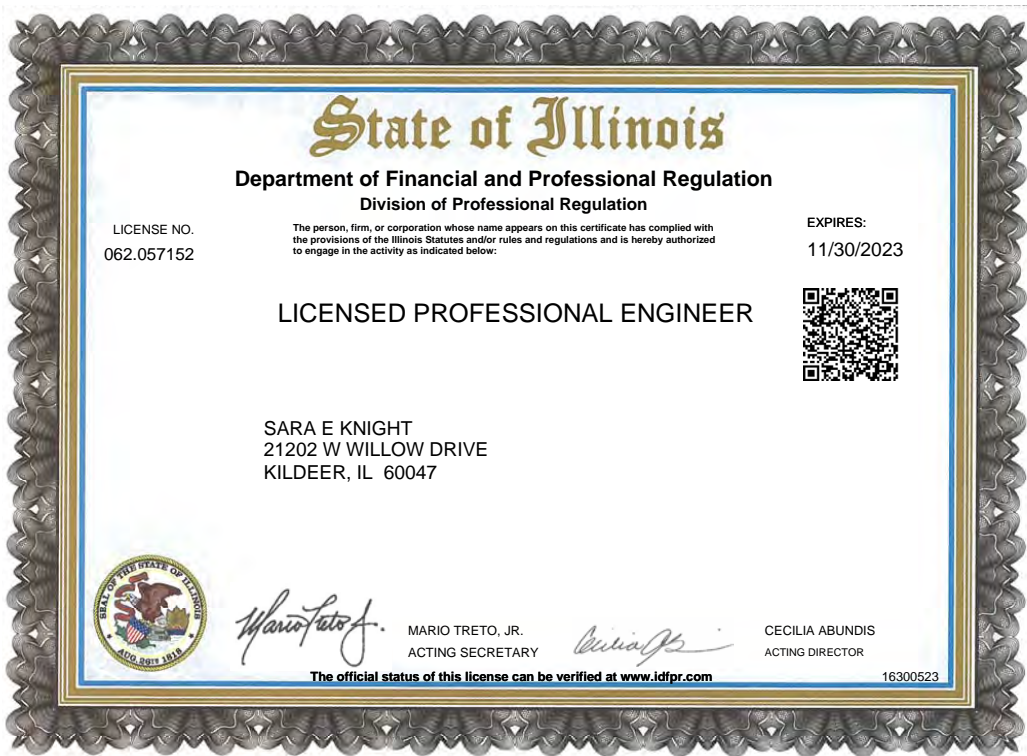 State of Illinois
Department of Financial and Professional Regulation
Division of Professional Regulation
LICENSE NO.
062.057152
The person, firm, or corporation whose name appears on this certificate has complied with
the provisions of the Illinois Statutes and/or rules and regulations and is hereby authorized
to engage in the activity as indicated below:
EXPIRES:
11/30/2023
LICENSED PROFESSIONAL ENGINEER
SARA E KNIGHT
21202 W WILLOW DRIVE
KILDEER, IL 60047
SEAL OF THE STATE OF ILLINOIS
AUG. 26TH 1818
MARIO TRETO, JR.
ACTING SECRETARY
CECILIA ABUNDIS
ACTING DIRECTOR
The official status of this license can be verified at www.idfpr.com
16300523